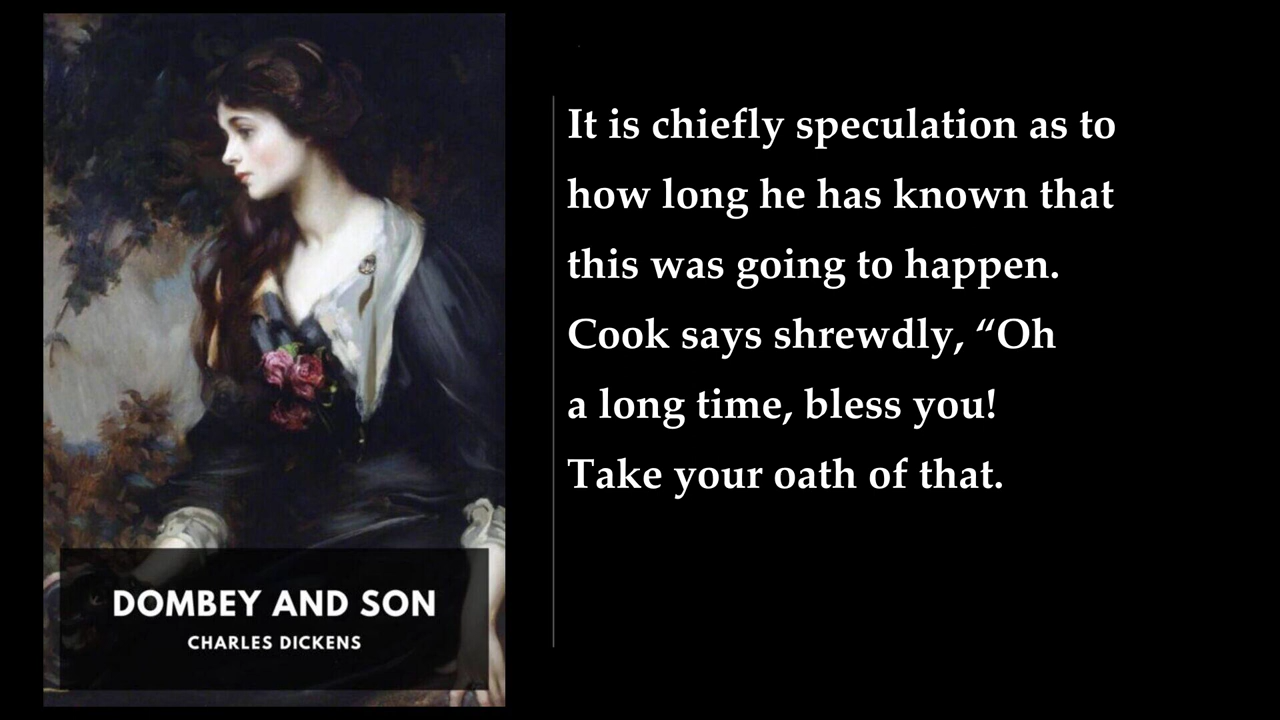 It is chiefly speculation as to
how long he has known that
this was going to happen.
Cook says shrewdly, “Oh
a long time, bless you!
Take your oath of that.
DOMBEY AND SON
CHARLES DICKENS